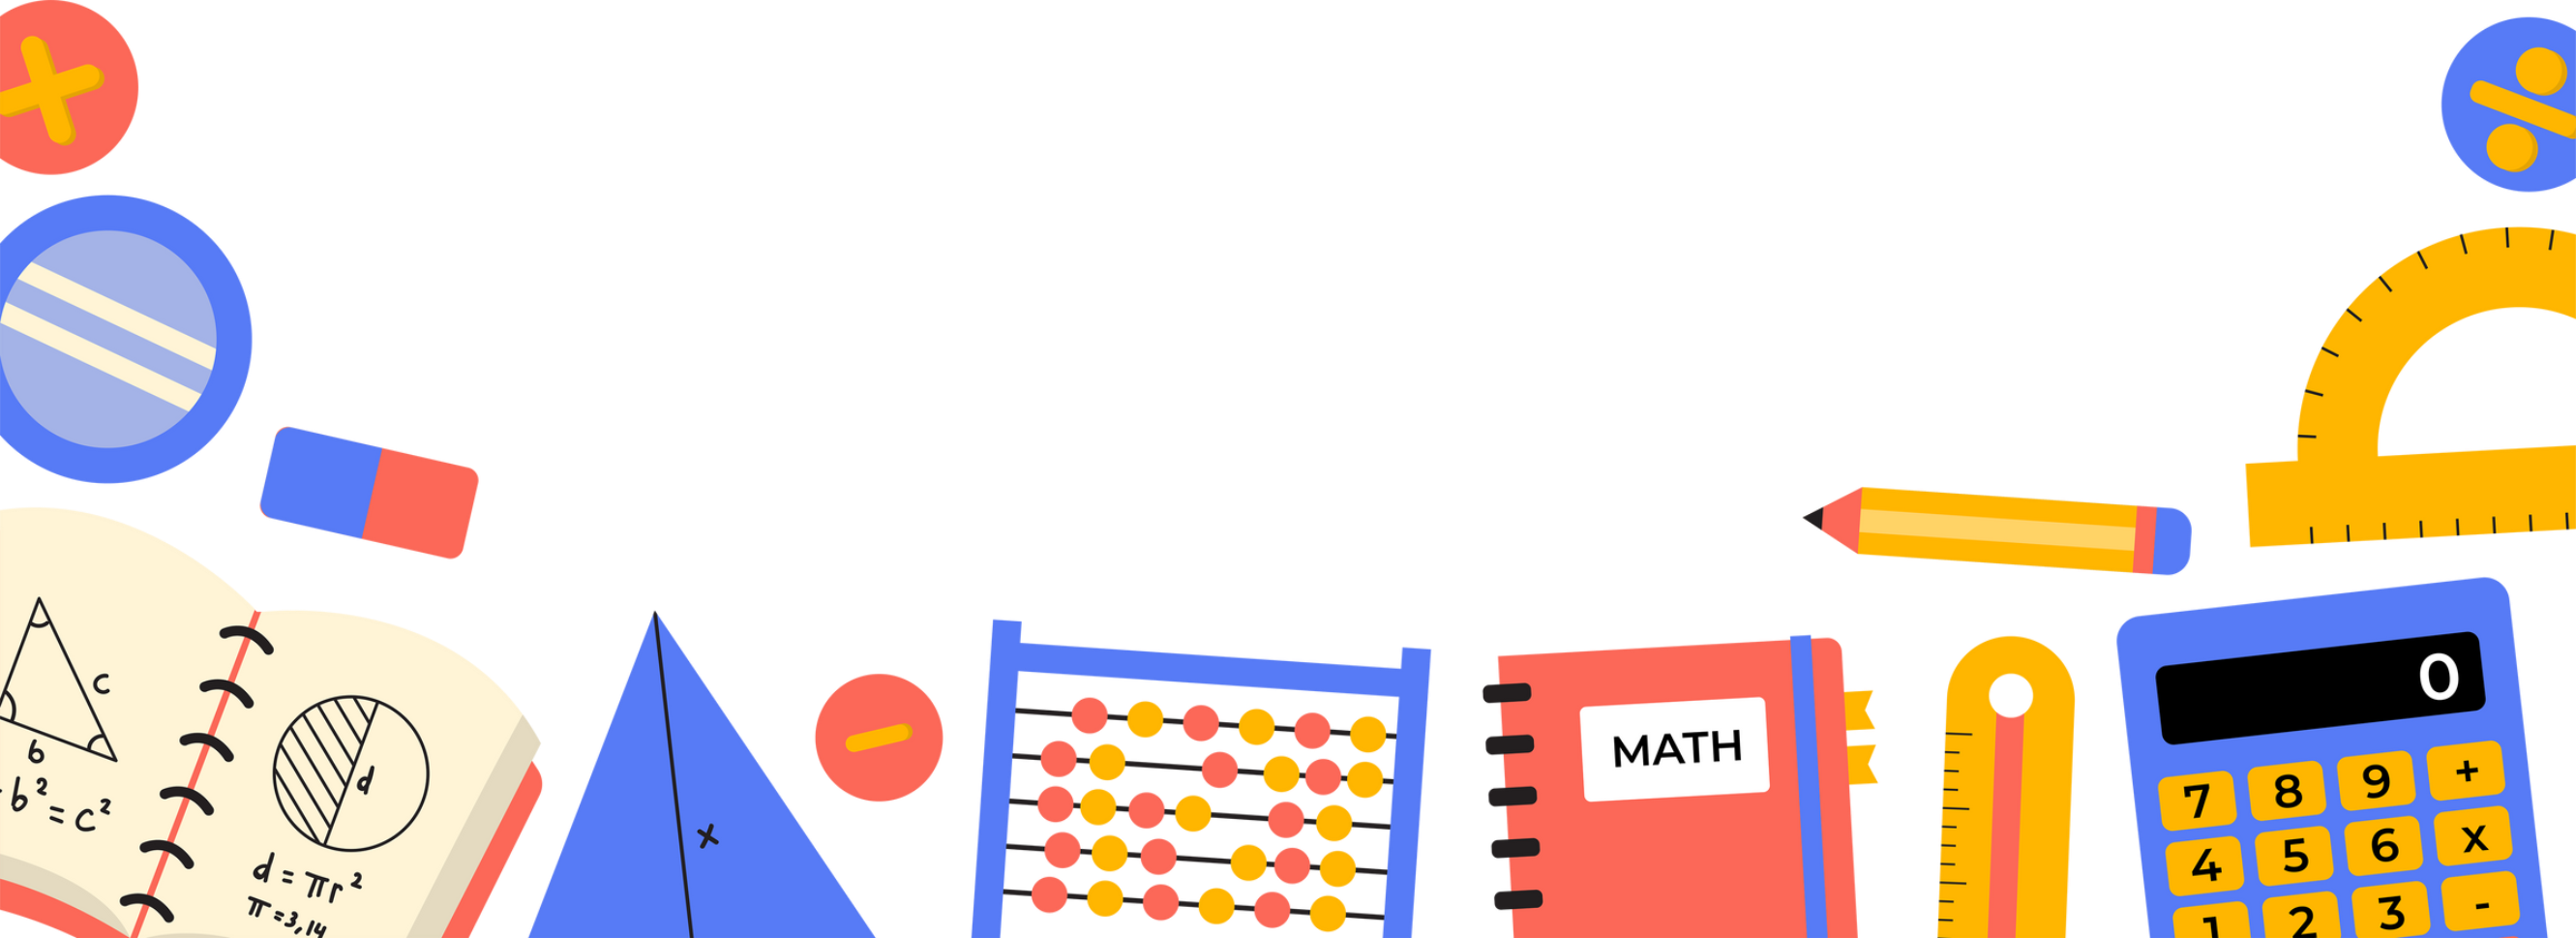 c
b
b² = c²
d
d = πr²
π = 3,14
x
MATH
0
7 8 9 +
4 5 6 x
1 2 3 -